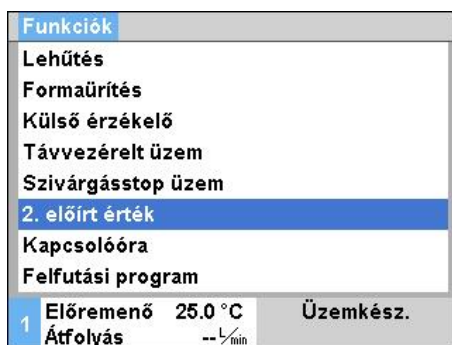 Funkciók
Lehűtés
Formaürítés
Külső érzékelő
Távvezérelt üzem
Szivárgásstop üzem
2. előírt érték
Kapcsolóóra
Felfutási program
1 Előremenő 25.0 °C Üzemkész.
Átfolyás -- L/min